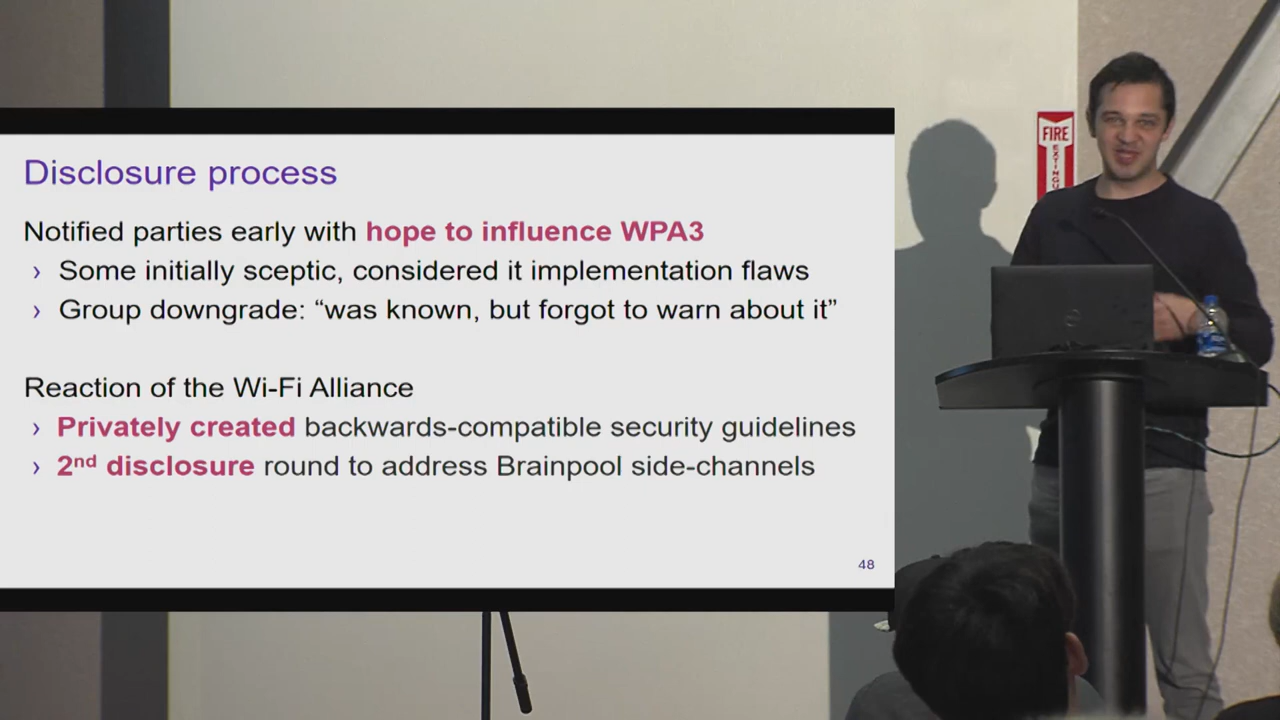 Disclosure process
Notified parties early with hope to influence WPA3
› Some initially sceptic, considered it implementation flaws
› Group downgrade: “was known, but forgot to warn about it”
Reaction of the Wi-Fi Alliance
› Privately created backwards-compatible security guidelines
› 2nd disclosure round to address Brainpool side-channels
48
FIRE
EXTINGU